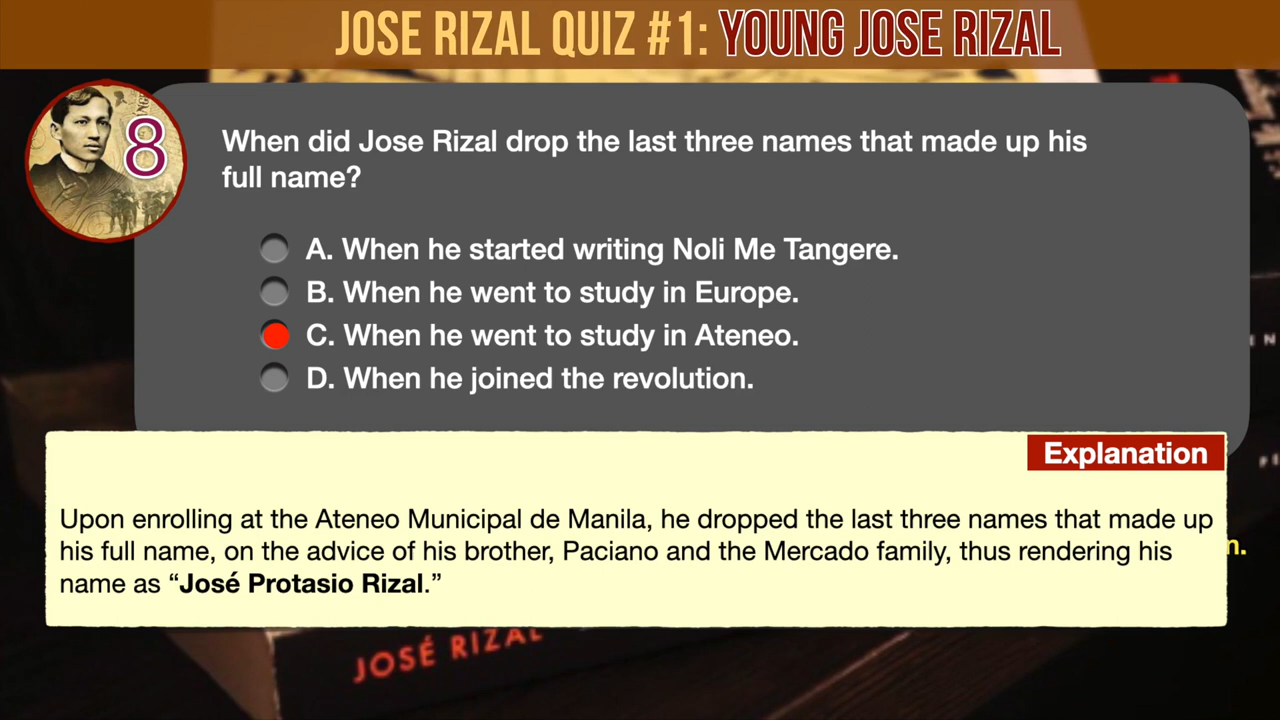 JOSE RIZAL QUIZ #1: YOUNG JOSE RIZAL
8
When did Jose Rizal drop the last three names that made up his
full name?
A. When he started writing Noli Me Tangere.
B. When he went to study in Europe.
C. When he went to study in Ateneo.
D. When he joined the revolution.
Explanation
Upon enrolling at the Ateneo Municipal de Manila, he dropped the last three names that made up
his full name, on the advice of his brother, Paciano and the Mercado family, thus rendering his
name as “José Protasio Rizal.”
JOSÉ RIZAL